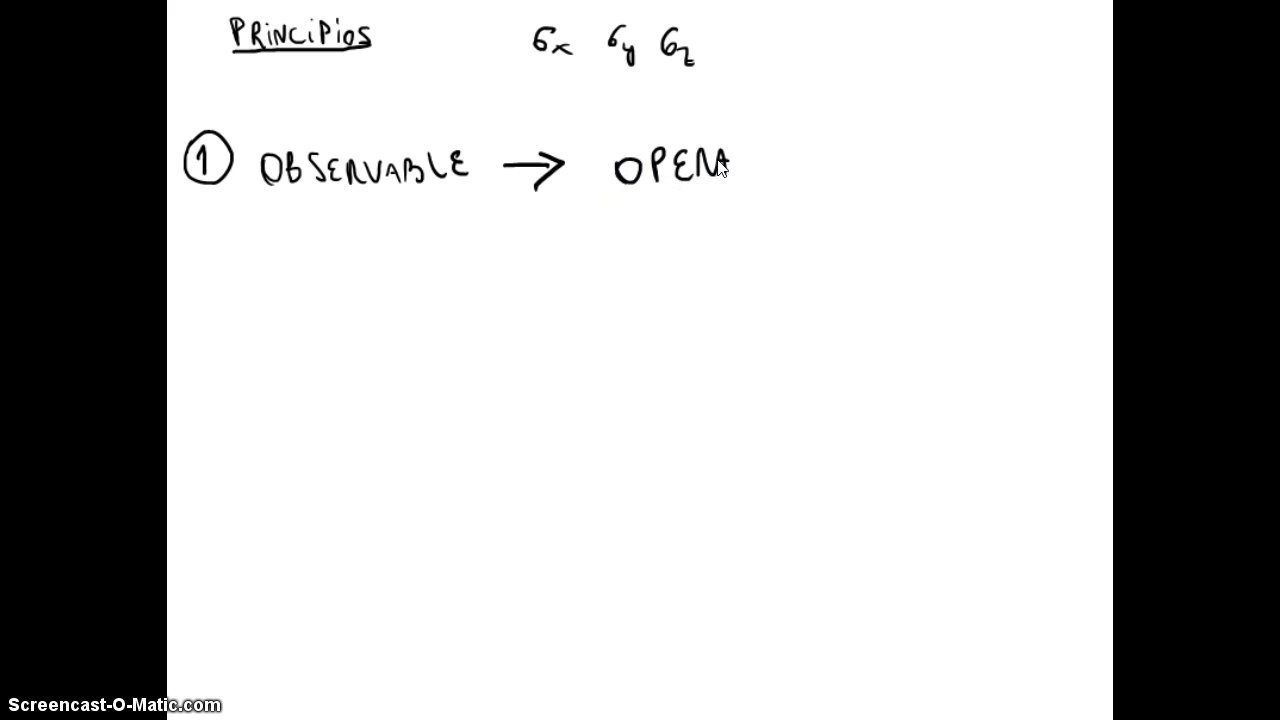 PRiNCiPiOS σx σy σz
1 OBSERVABLE → OPERA
Screencast-O-Matic.com